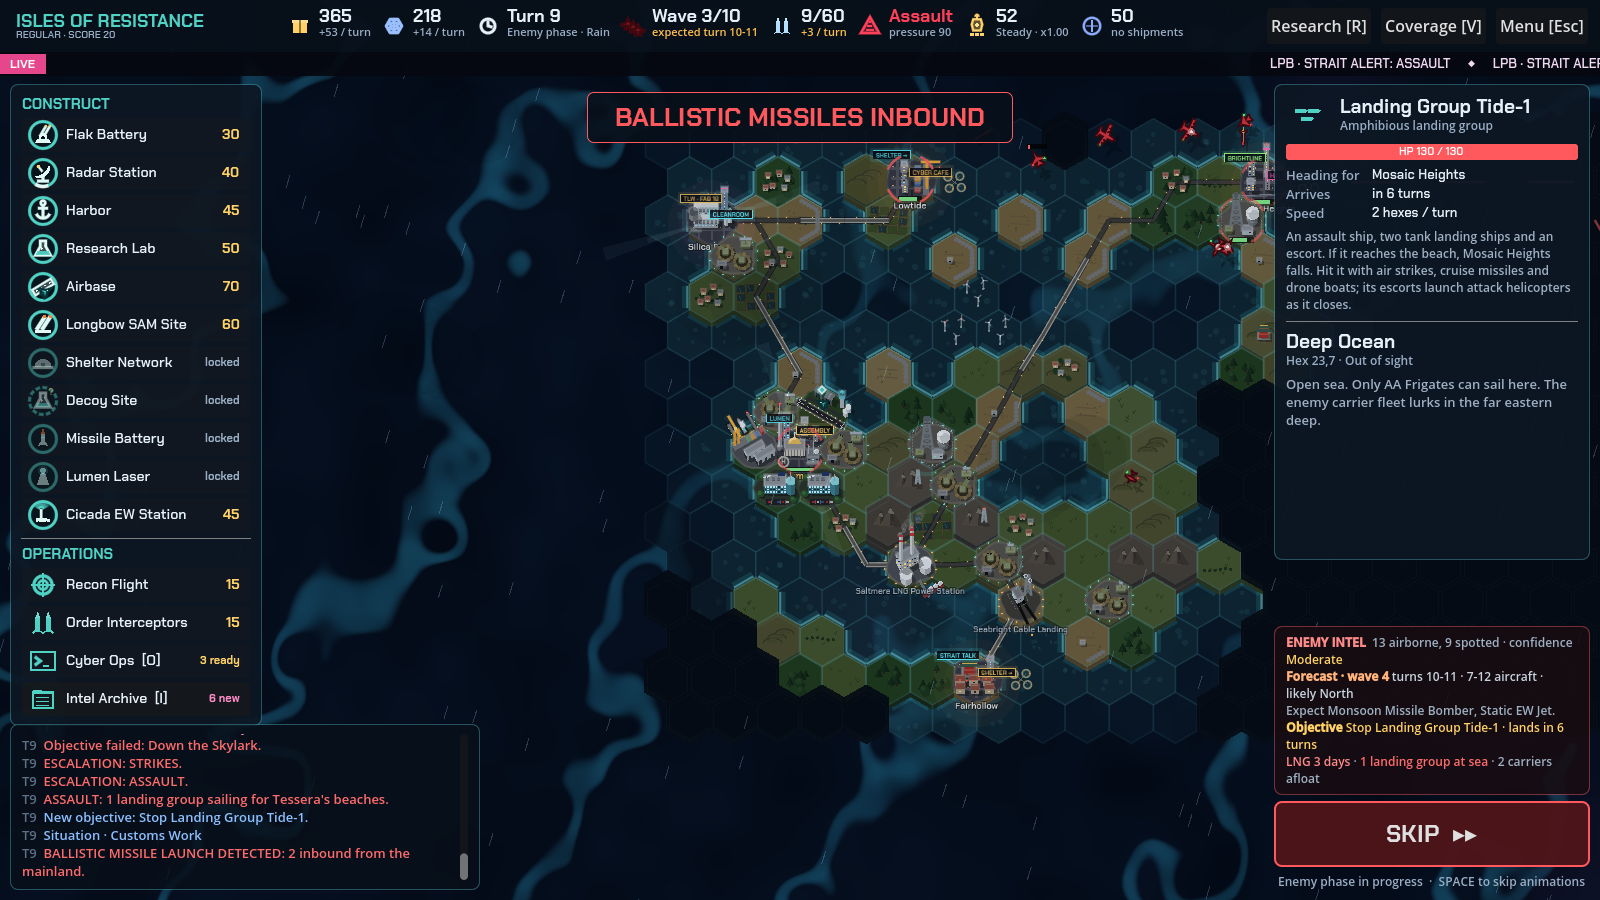 ISLES OF RESISTANCE
REGULAR · SCORE 20
365
+53 / turn
218
+14 / turn
Turn 9
Enemy phase · Rain
Wave 3/10
expected turn 10-11
9/60
+3 / turn
Assault
pressure 90
52
Steady · x1.00
50
no shipments
Research [R]
Coverage [V]
Menu [Esc]
LIVE
LPB · STRAIT ALERT: ASSAULT ◆ LPB · STRAIT ALER
CONSTRUCT
Flak Battery 30
Radar Station 40
Harbor 45
Research Lab 50
Airbase 70
Longbow SAM Site 60
Shelter Network locked
Decoy Site locked
Missile Battery locked
Lumen Laser locked
Cicada EW Station 45
OPERATIONS
Recon Flight 15
Order Interceptors 15
Cyber Ops [O] 3 ready
Intel Archive [I] 6 new
T9 Objective failed: Down the Skylark.
T9 ESCALATION: STRIKES.
T9 ESCALATION: ASSAULT.
T9 ASSAULT: 1 landing group sailing for Tessera's beaches.
T9 New objective: Stop Landing Group Tide-1.
T9 Situation · Customs Work
T9 BALLISTIC MISSILE LAUNCH DETECTED: 2 inbound from the
mainland.
BALLISTIC MISSILES INBOUND
SHELTER
CYBER CAFE
Lowtide
BRIGHTLINE
He
TLW · FAB 10
CLEANROOM
Silica
LUMEN
ASSEMBLY
Saltmere LNG Power Station
Seabright Cable Landing
STRAIT TALK
SHELTER
Fairhollow
Landing Group Tide-1
Amphibious landing group
HP 130 / 130
Heading for Mosaic Heights
Arrives in 6 turns
Speed 2 hexes / turn
An assault ship, two tank landing ships and an
escort. If it reaches the beach, Mosaic Heights
falls. Hit it with air strikes, cruise missiles and
drone boats; its escorts launch attack helicopters
as it closes.
Deep Ocean
Hex 23,7 · Out of sight
Open sea. Only AA Frigates can sail here. The
enemy carrier fleet lurks in the far eastern
deep.
ENEMY INTEL 13 airborne, 9 spotted · confidence
Moderate
Forecast · wave 4 turns 10-11 · 7-12 aircraft ·
likely North
Expect Monsoon Missile Bomber, Static EW Jet.
Objective Stop Landing Group Tide-1 · lands in 6
turns
LNG 3 days · 1 landing group at sea · 2 carriers
afloat
SKIP ▸▸
Enemy phase in progress · SPACE to skip animations